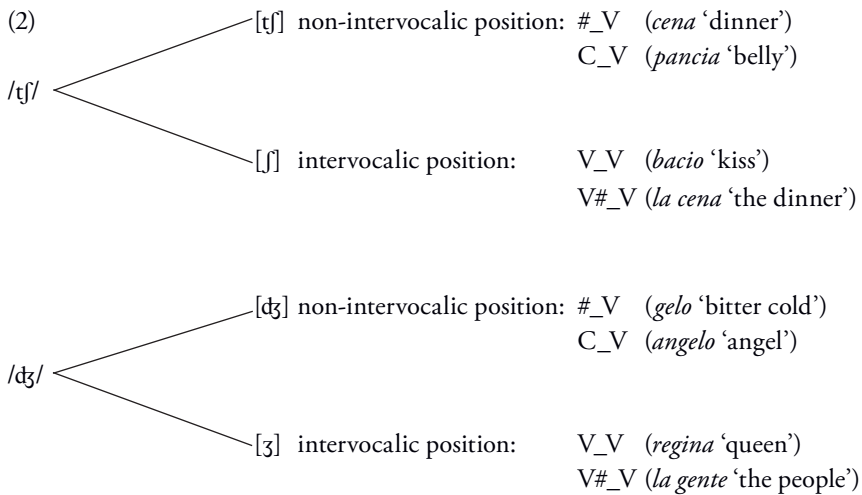 (2) [tʃ] non-intervocalic position: #_V (cena ‘dinner’)
C_V (pancia ‘belly’)
/tʃ/
[ʃ] intervocalic position: V_V (bacio ‘kiss’)
V#_V (la cena ‘the dinner’)
[dʒ] non-intervocalic position: #_V (gelo ‘bitter cold’)
C_V (angelo ‘angel’)
/dʒ/
[ʒ] intervocalic position: V_V (regina ‘queen’)
V#_V (la gente ‘the people’)